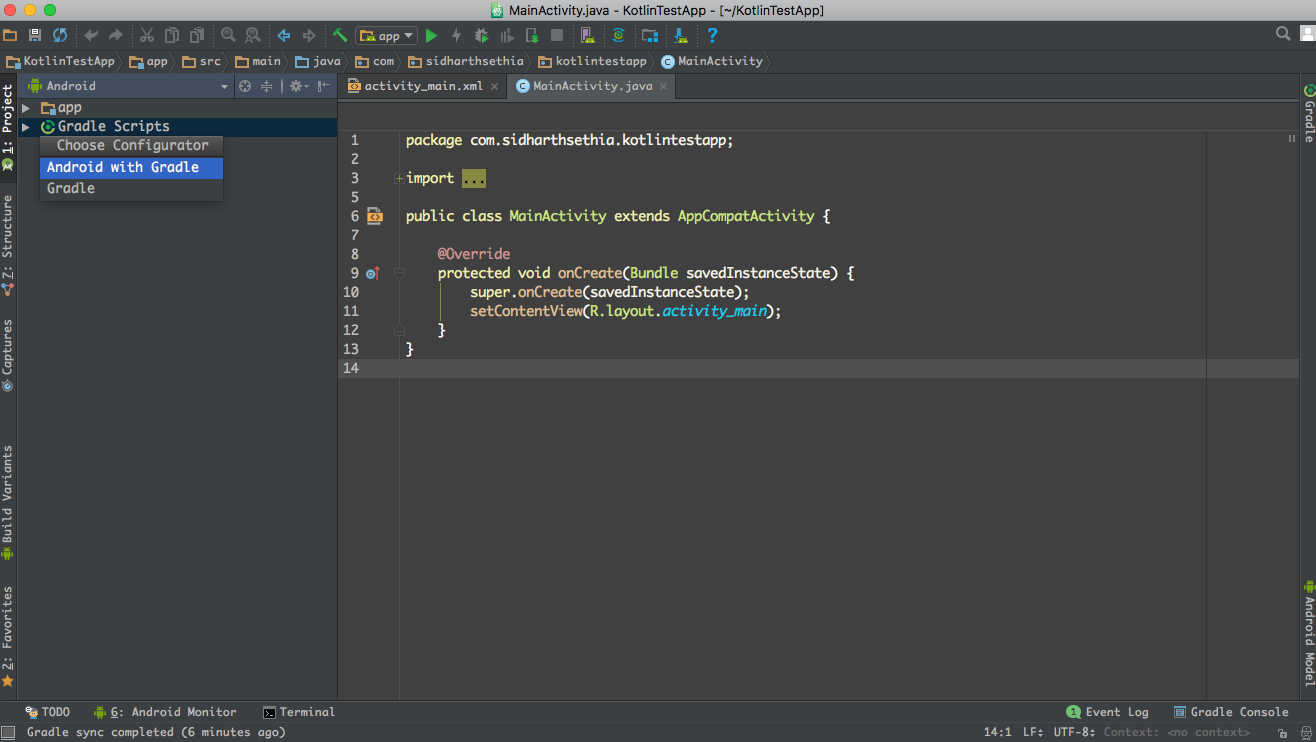 MainActivity.java - KotlinTestApp - [~/KotlinTestApp]
app
KotlinTestApp app src main java com sidharthsethia kotlintestapp MainActivity
Android
activity_main.xml MainActivity.java
app
Gradle Scripts
Choose Configurator
Android with Gradle
Gradle
1: Project
Z: Structure
Captures
Build Variants
2: Favorites
1 package com.sidharthsethia.kotlintestapp;
2
3 import ...
5
6 public class MainActivity extends AppCompatActivity {
7
8 @Override
9 protected void onCreate(Bundle savedInstanceState) {
10 super.onCreate(savedInstanceState);
11 setContentView(R.layout.activity_main);
12 }
13 }
14
Gradle
Android Model
TODO 6: Android Monitor Terminal 1 Event Log Gradle Console
Gradle sync completed (6 minutes ago) 14:1 LF UTF-8 Context: <no context>